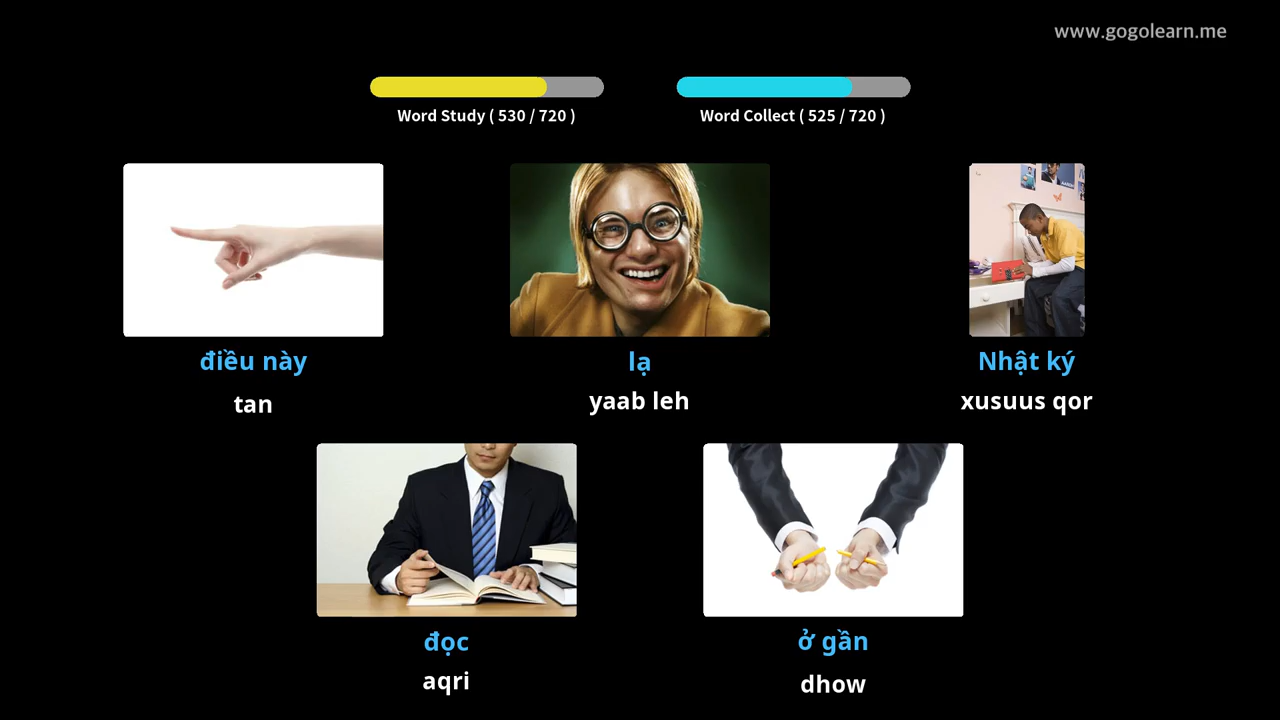 www.gogolearn.me
Word Study ( 530 / 720 )
Word Collect ( 525 / 720 )
điều này
tan
lạ
yaab leh
Nhật ký
xusuus qor
đọc
aqri
ở gần
dhow